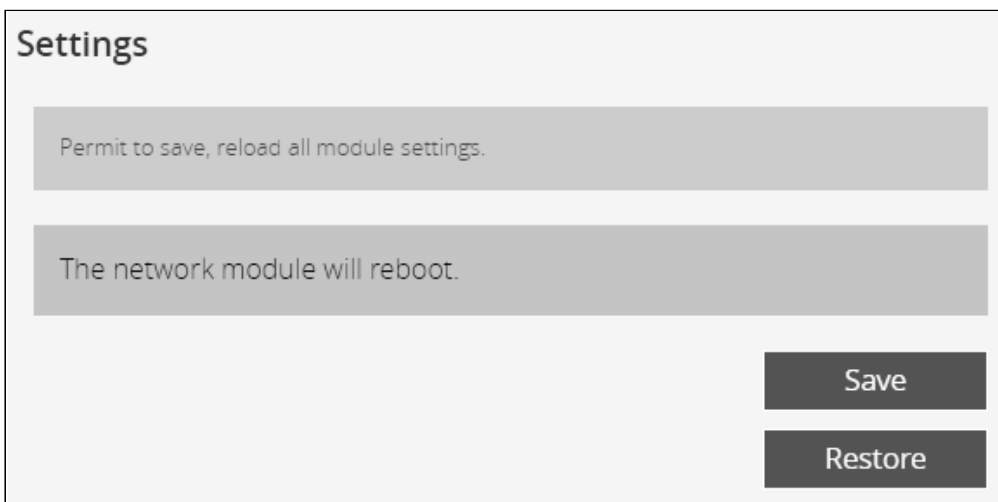 Settings
Permit to save, reload all module settings.
The network module will reboot.
Save
Restore